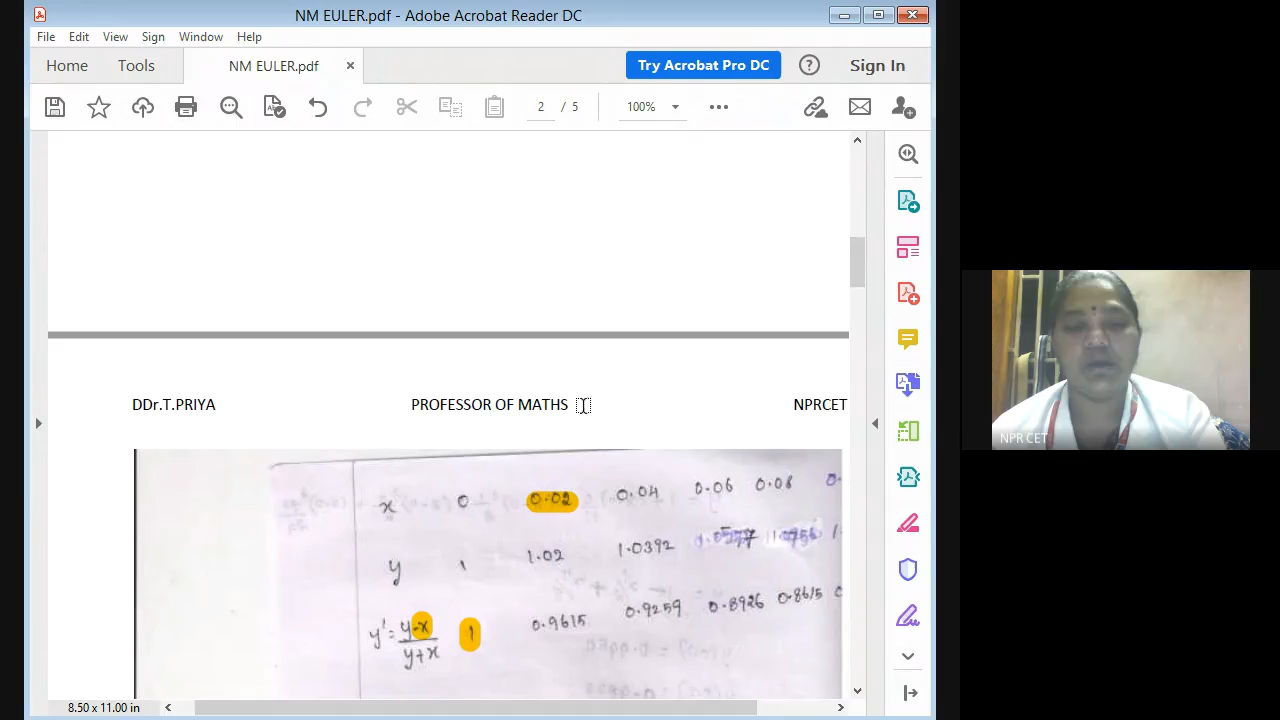 NM EULER.pdf - Adobe Acrobat Reader DC
File Edit View Sign Window Help
Home Tools NM EULER.pdf × Try Acrobat Pro DC Sign In
2 / 5 100%
DDr.T.PRIYA PROFESSOR OF MATHS NPRCET
x 0 0.02 0.04 0.06 0.08
y 1 1.02 1.0392
y' = y-x / y+x 1 0.9615 0.9259 0.8926 0.8615
8.50 x 11.00 in
NPRCET